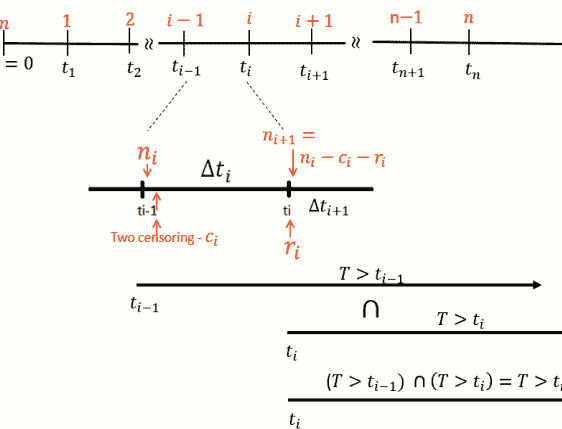 n 1 2 i − 1 i i + 1 n−1 n
= 0 t₁ t₂ tᵢ₋₁ tᵢ tᵢ₊₁ tₙ₊₁ tₙ
≈ ≈
nᵢ₊₁ =
nᵢ nᵢ − cᵢ − rᵢ
Δtᵢ
ti-1 ti Δtᵢ₊₁
Two censoring - cᵢ rᵢ
T > tᵢ₋₁
tᵢ₋₁ ∩ T > tᵢ
tᵢ
(T > tᵢ₋₁) ∩ (T > tᵢ) = T > tᵢ
tᵢ